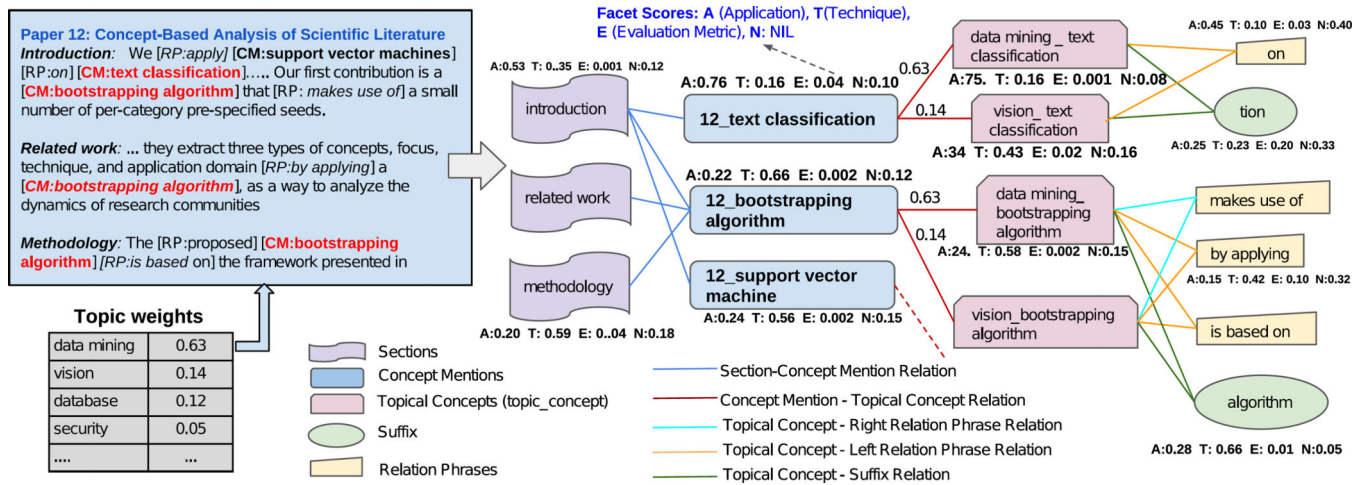 Paper 12: Concept-Based Analysis of Scientific Literature
Introduction: We [RP:apply] [CM:support vector machines]
[RP:on] [CM:text classification]..... Our first contribution is a
[CM:bootstrapping algorithm] that [RP: makes use of] a small
number of per-category pre-specified seeds.
Related work: ... they extract three types of concepts, focus,
technique, and application domain [RP:by applying] a
[CM:bootstrapping algorithm], as a way to analyze the
dynamics of research communities
Methodology: The [RP:proposed] [CM:bootstrapping
algorithm] [RP:is based on] the framework presented in
Topic weights
data mining 0.63
vision 0.14
database 0.12
security 0.05
.... ...
Facet Scores: A (Application), T(Technique),
E (Evaluation Metric), N: NIL
A:0.53 T: 0..35 E: 0.001 N:0.12
introduction
related work
methodology
A:0.20 T: 0.59 E: 0..04 N:0.18
A:0.76 T: 0.16 E: 0.04 N:0.10
12_text classification
A:0.22 T: 0.66 E: 0.002 N:0.12
12_bootstrapping
algorithm
12_support vector
machine
A:0.24 T: 0.56 E: 0.002 N:0.15
0.63
0.14
0.63
0.14
data mining _ text
classification
A:75. T: 0.16 E: 0.001 N:0.08
vision_ text
classification
A:34 T: 0.43 E: 0.02 N:0.16
data mining_
bootstrapping
algorithm
A:24. T: 0.58 E: 0.002 N:0.15
vision_bootstrapping
algorithm
A:0.45 T: 0.10 E: 0.03 N:0.40
on
tion
A:0.25 T: 0.23 E: 0.20 N:0.33
makes use of
by applying
A:0.15 T: 0.42 E: 0.10 N:0.32
is based on
algorithm
A:0.28 T: 0.66 E: 0.01 N:0.05
Sections
Concept Mentions
Topical Concepts (topic_concept)
Suffix
Relation Phrases
Section-Concept Mention Relation
Concept Mention - Topical Concept Relation
Topical Concept - Right Relation Phrase Relation
Topical Concept - Left Relation Phrase Relation
Topical Concept - Suffix Relation